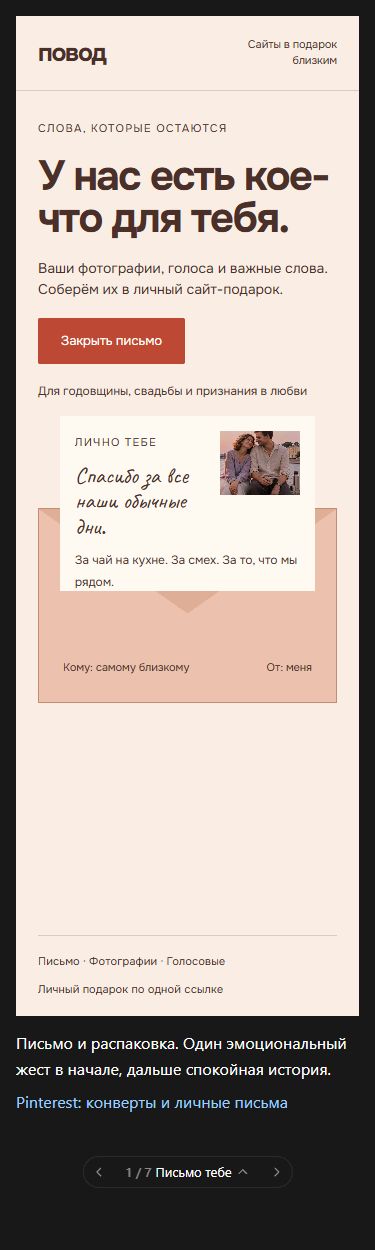 повод
Сайты в подарок
близким
СЛОВА, КОТОРЫЕ ОСТАЮТСЯ
У нас есть кое-
что для тебя.
Ваши фотографии, голоса и важные слова.
Соберём их в личный сайт-подарок.
Закрыть письмо
Для годовщины, свадьбы и признания в любви
ЛИЧНО ТЕБЕ
Спасибо за все
наши обычные
дни.
За чай на кухне. За смех. За то, что мы
рядом.
Кому: самому близкому
От: меня
Письмо · Фотографии · Голосовые
Личный подарок по одной ссылке
Письмо и распаковка. Один эмоциональный
жест в начале, дальше спокойная история.
Pinterest: конверты и личные письма
1 / 7 Письмо тебе